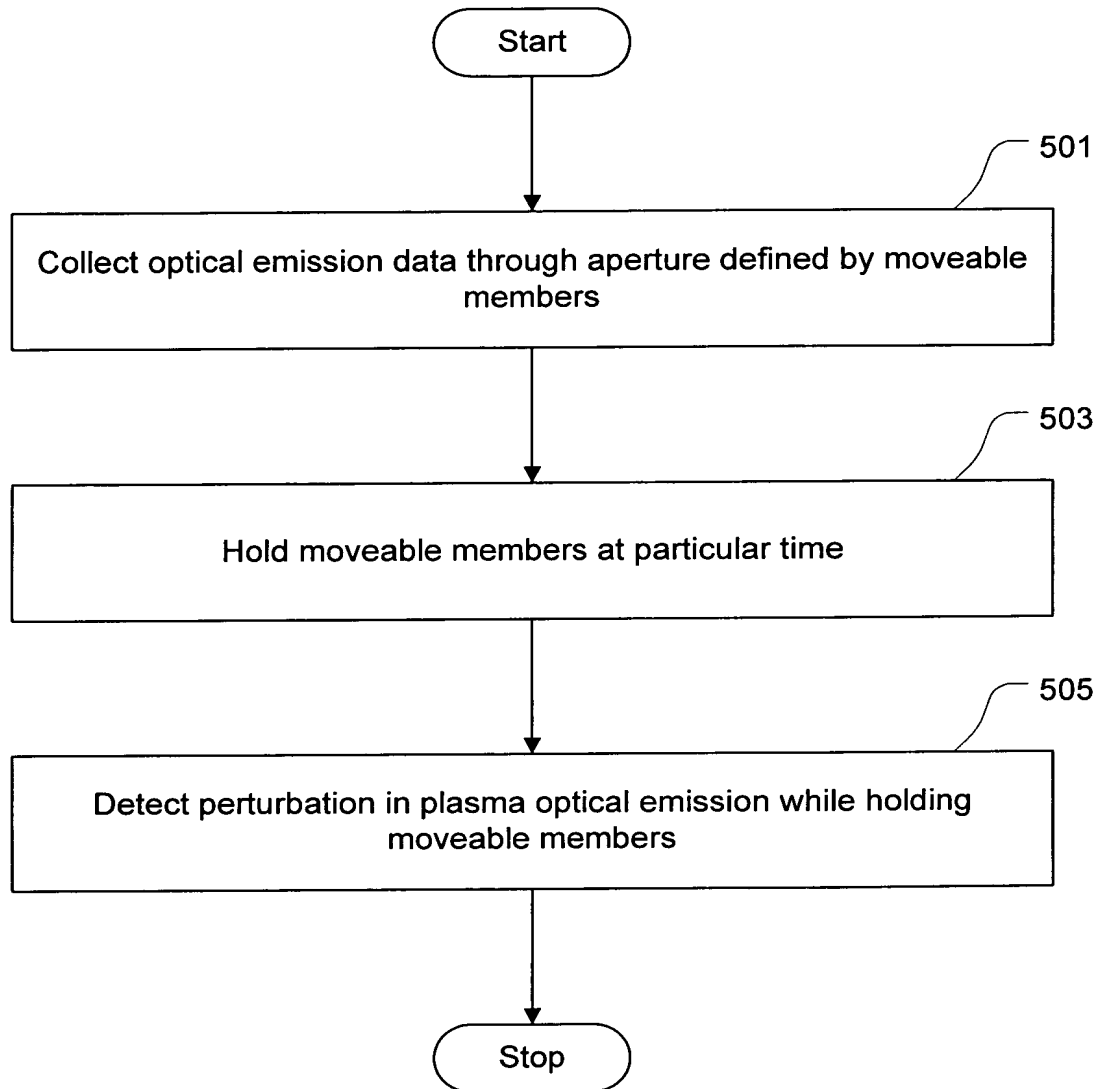 Start
501
Collect optical emission data through aperture defined by moveable
members
503
Hold moveable members at particular time
505
Detect perturbation in plasma optical emission while holding
moveable members
Stop